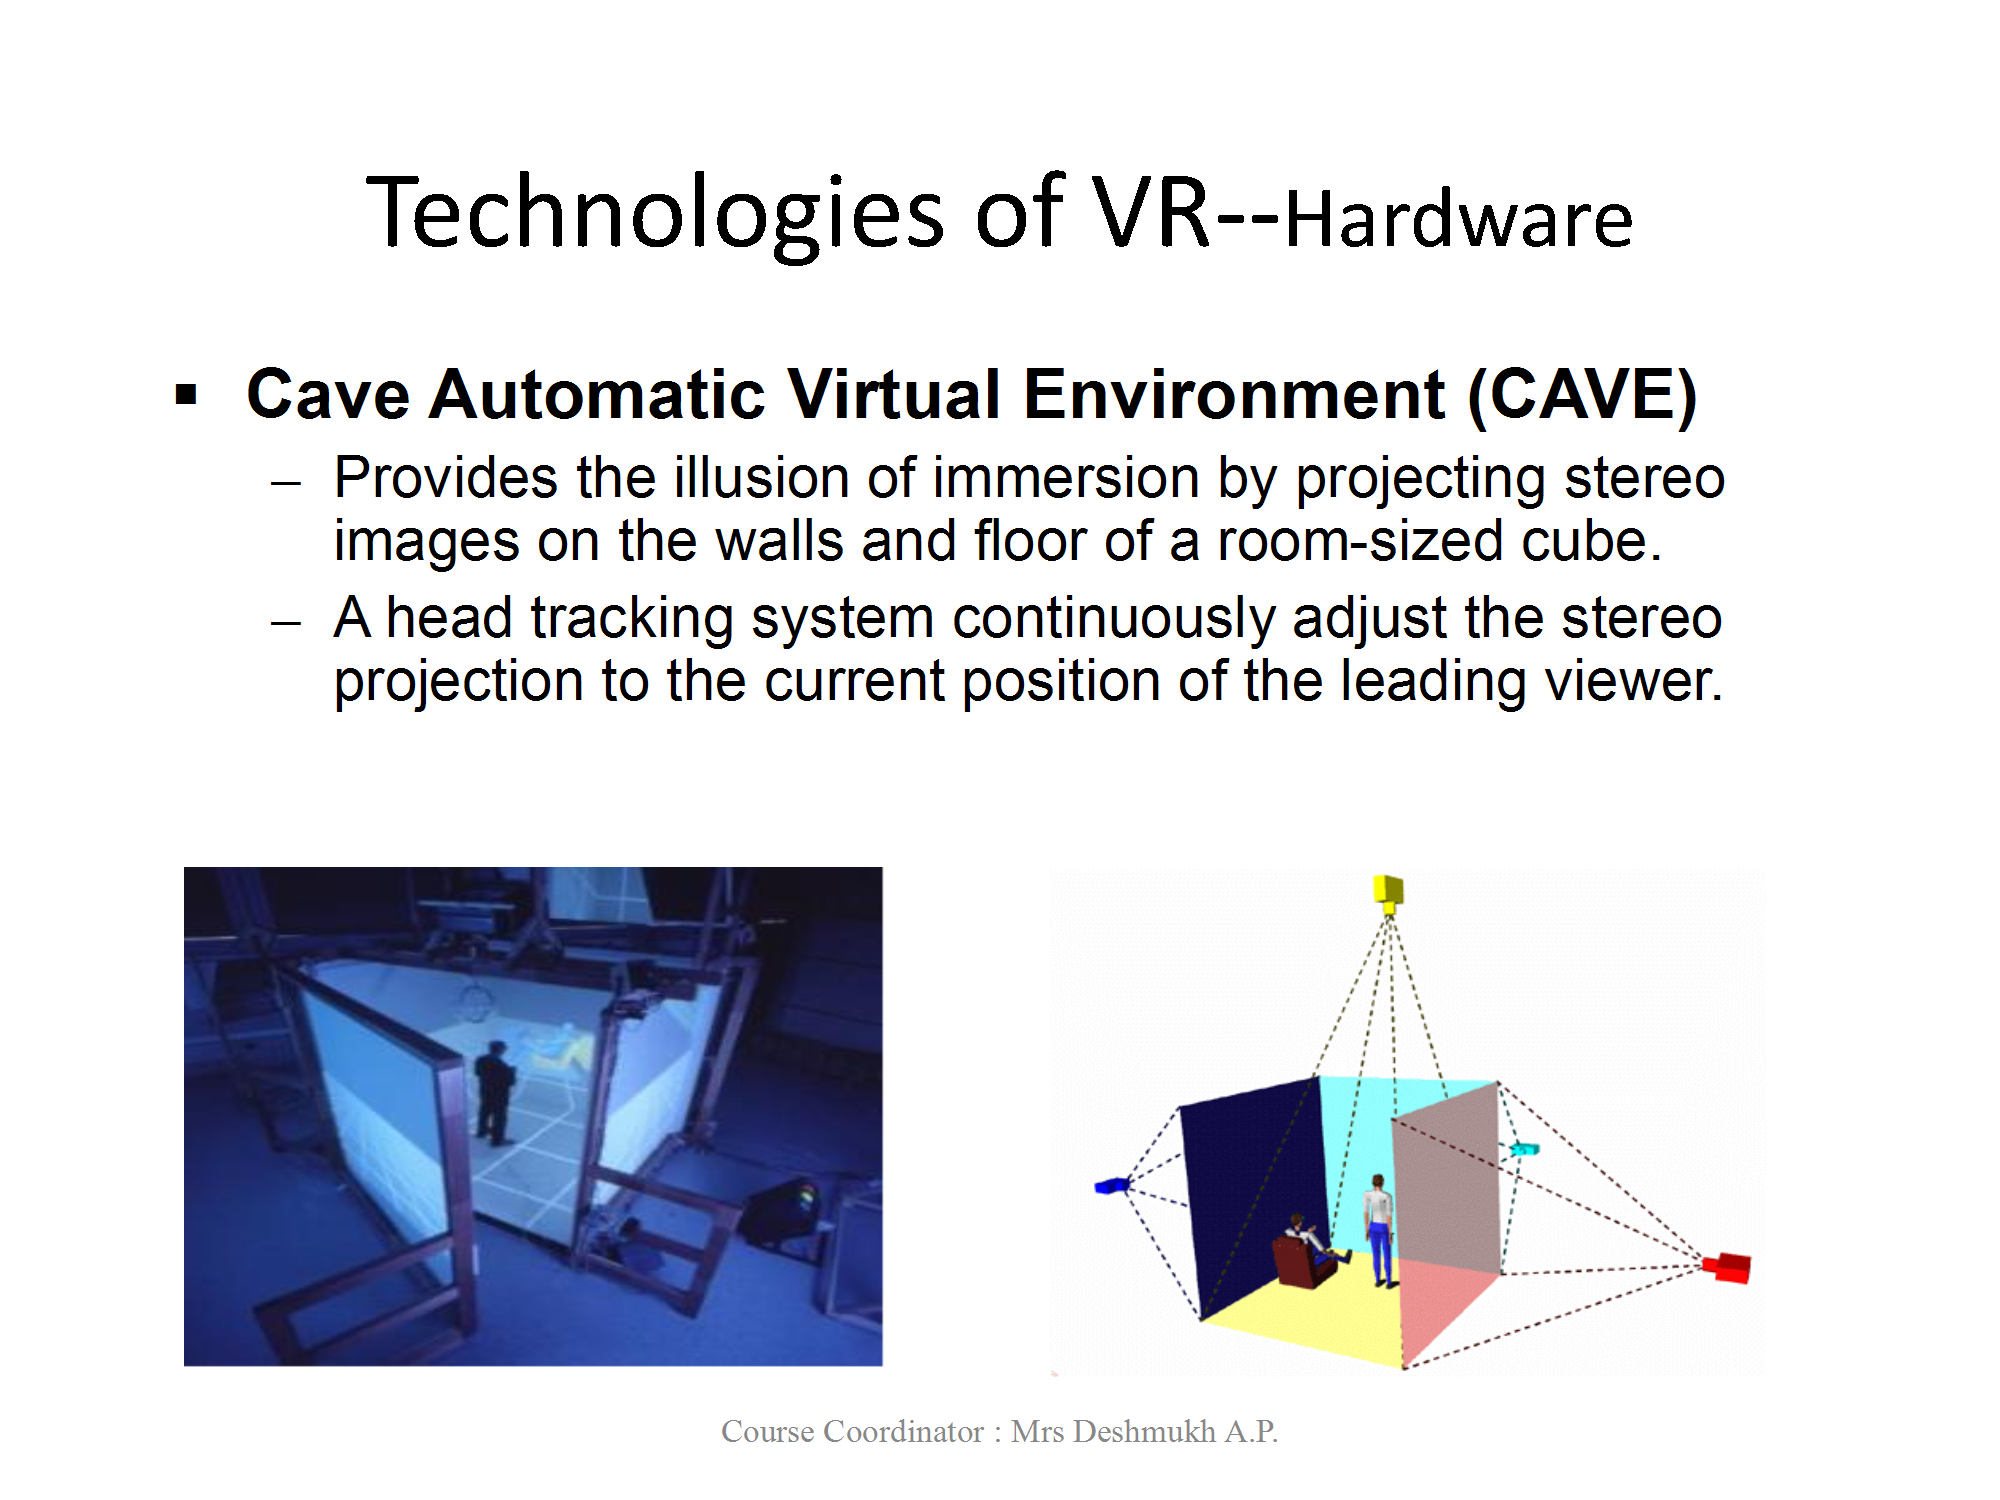 Technologies of VR--Hardware
▪ Cave Automatic Virtual Environment (CAVE)
– Provides the illusion of immersion by projecting stereo
images on the walls and floor of a room-sized cube.
– A head tracking system continuously adjust the stereo
projection to the current position of the leading viewer.
Course Coordinator : Mrs Deshmukh A.P.